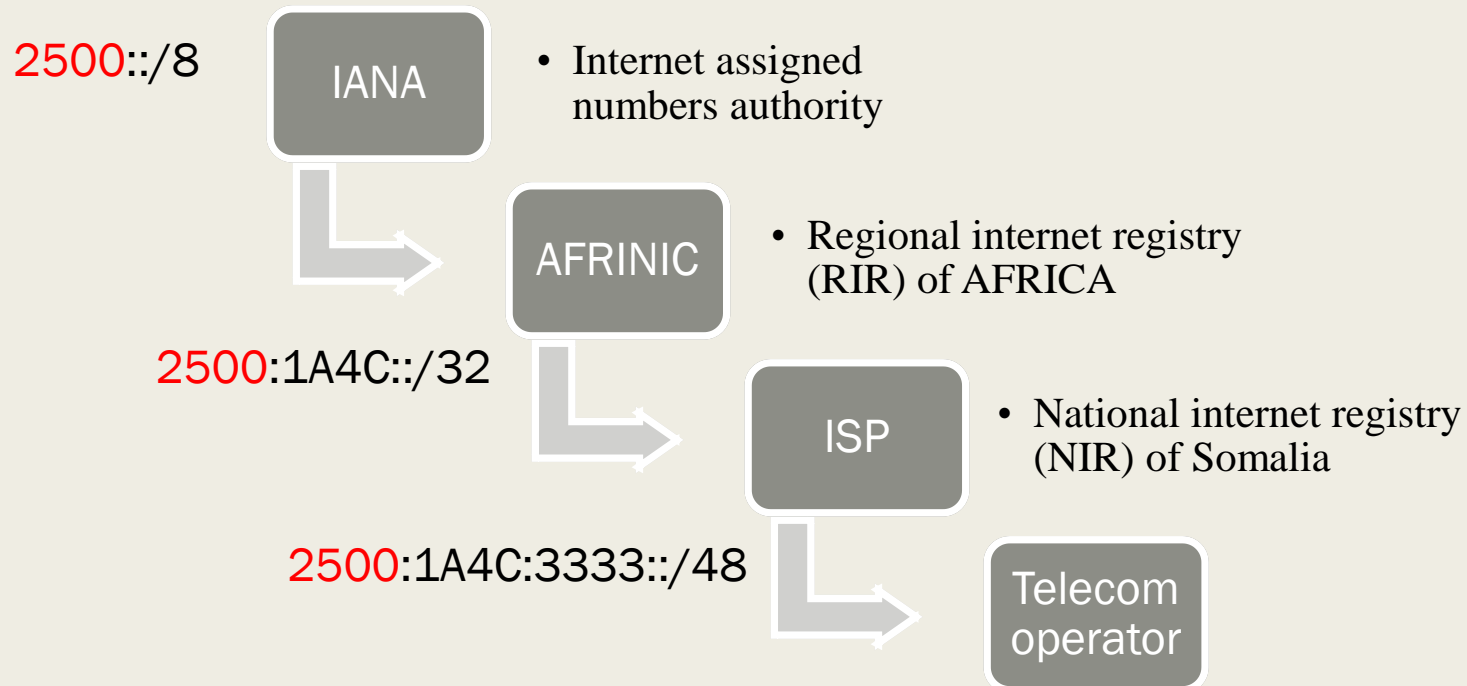 2500::/8
IANA
• Internet assigned
numbers authority
AFRINIC
• Regional internet registry
(RIR) of AFRICA
2500:1A4C::/32
ISP
• National internet registry
(NIR) of Somalia
2500:1A4C:3333::/48
Telecom
operator